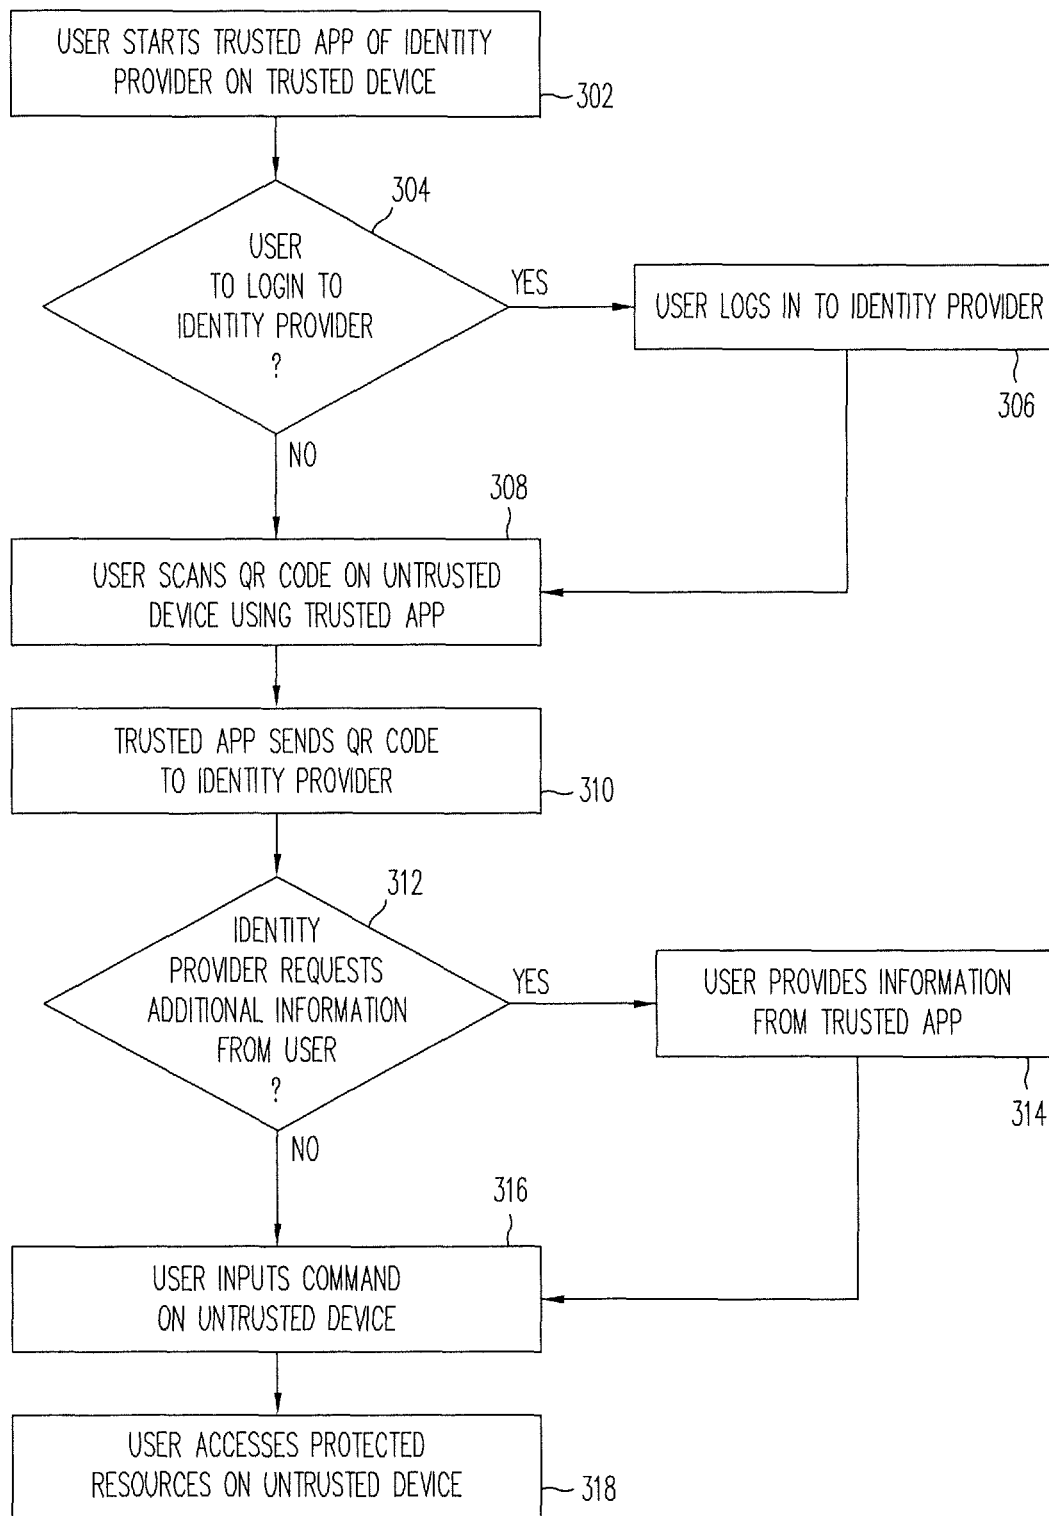 USER STARTS TRUSTED APP OF IDENTITY
PROVIDER ON TRUSTED DEVICE
302
304
USER
TO LOGIN TO
IDENTITY PROVIDER
?
YES
USER LOGS IN TO IDENTITY PROVIDER
306
NO
308
USER SCANS QR CODE ON UNTRUSTED
DEVICE USING TRUSTED APP
TRUSTED APP SENDS QR CODE
TO IDENTITY PROVIDER
310
312
IDENTITY
PROVIDER REQUESTS
ADDITIONAL INFORMATION
FROM USER
?
YES
USER PROVIDES INFORMATION
FROM TRUSTED APP
314
NO
316
USER INPUTS COMMAND
ON UNTRUSTED DEVICE
USER ACCESSES PROTECTED
RESOURCES ON UNTRUSTED DEVICE
318